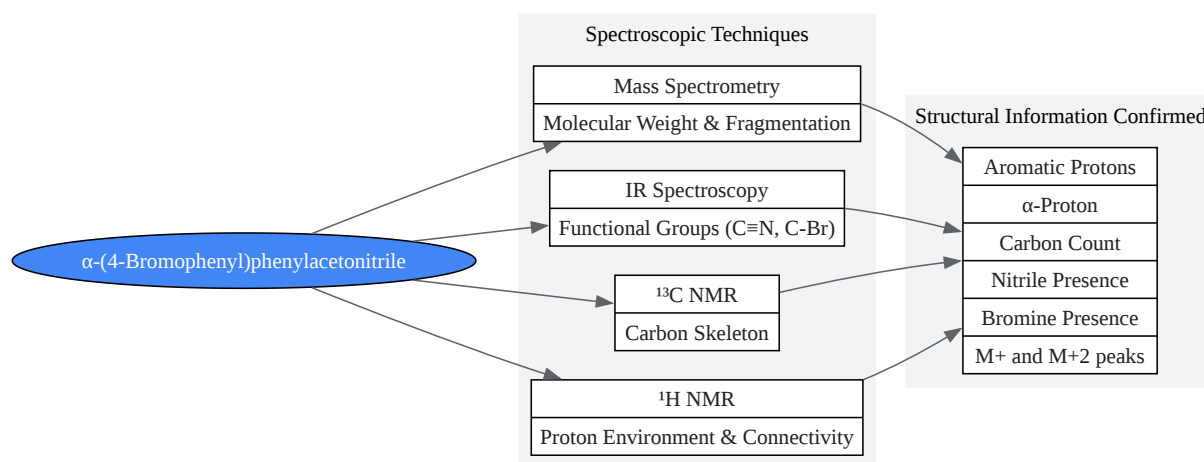 Spectroscopic Techniques
Mass Spectrometry
Molecular Weight & Fragmentation
Structural Information Confirmed
Aromatic Protons
IR Spectroscopy
α-Proton
Functional Groups (C≡N, C-Br)
Carbon Count
α-(4-Bromophenyl)phenylacetonitrile
Nitrile Presence
¹³C NMR
Bromine Presence
Carbon Skeleton
M+ and M+2 peaks
¹H NMR
Proton Environment & Connectivity